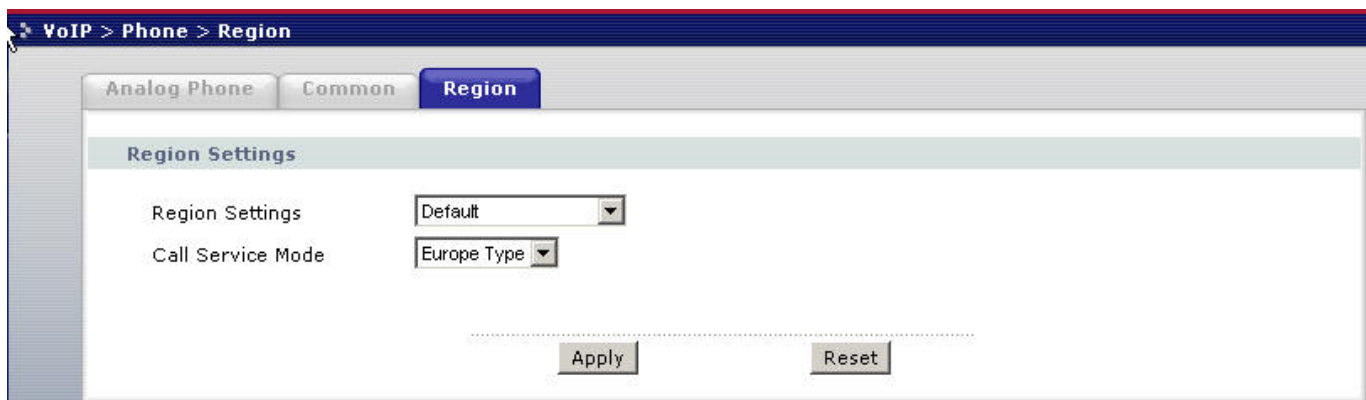 VoIP > Phone > Region
Analog Phone Common Region
Region Settings
Region Settings Default
Call Service Mode Europe Type
Apply Reset